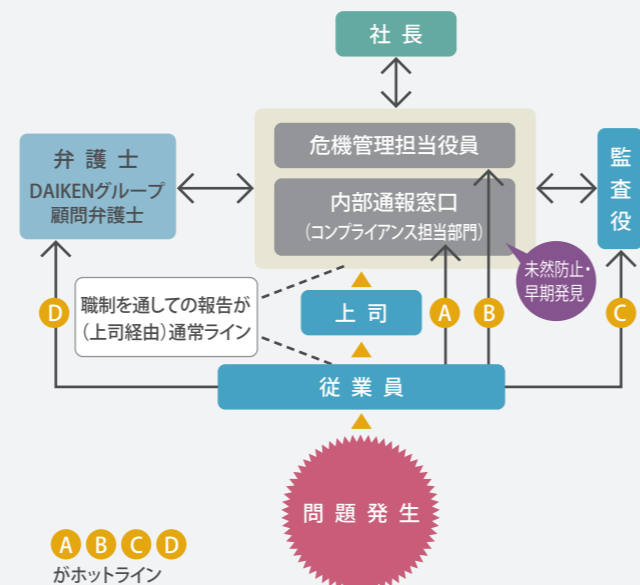 社長
危機管理担当役員
弁護士
DAIKENグループ
顧問弁護士
内部通報窓口
（コンプライアンス担当部門）
監査役
未然防止・
早期発見
職制を通しての報告が
（上司経由）通常ライン
D
上司
A
B
C
従業員
問題発生
A B C D
がホットライン